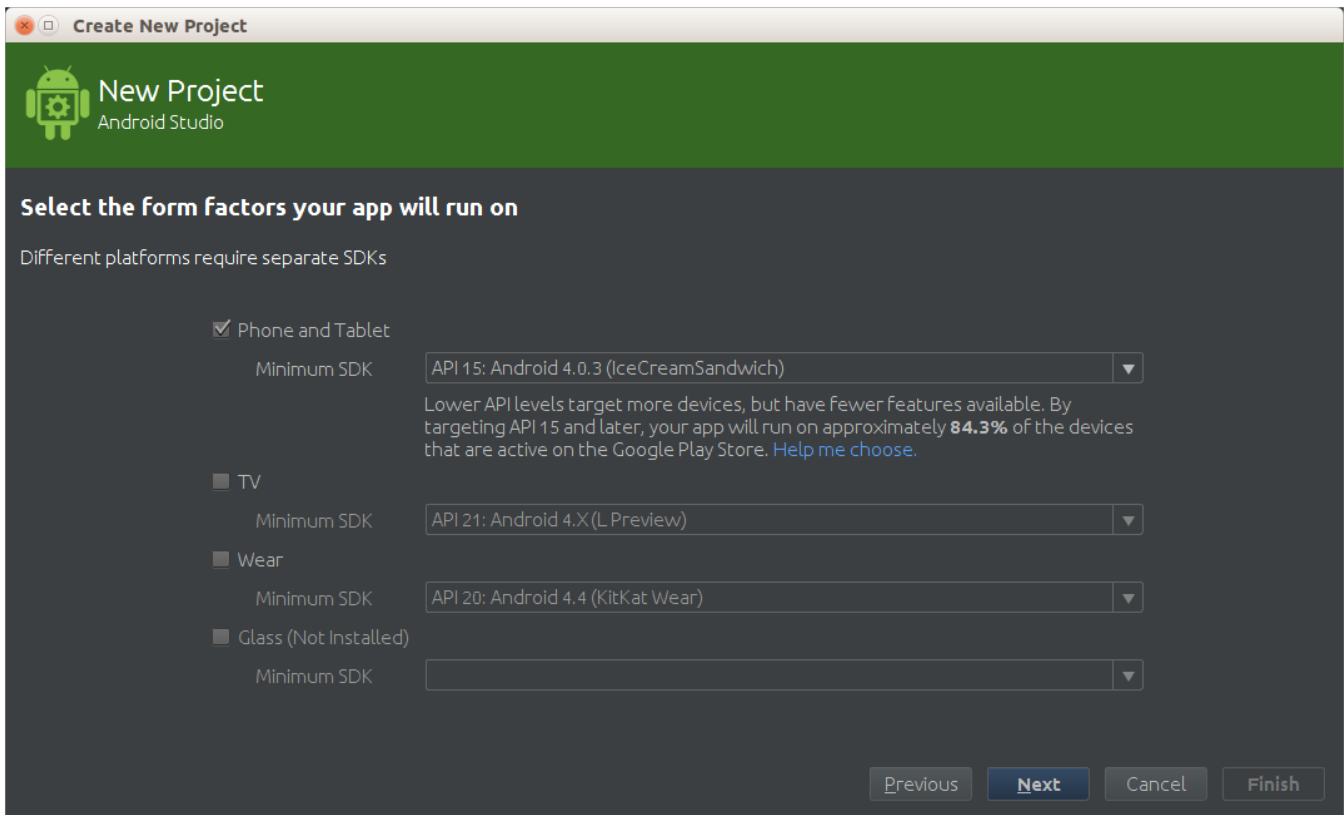 Create New Project
New Project
Android Studio
Select the form factors your app will run on
Different platforms require separate SDKs
Phone and Tablet
Minimum SDK API 15: Android 4.0.3 (IceCreamSandwich)
Lower API levels target more devices, but have fewer features available. By
targeting API 15 and later, your app will run on approximately 84.3% of the devices
that are active on the Google Play Store. Help me choose.
TV
Minimum SDK API 21: Android 4.X (L Preview)
Wear
Minimum SDK API 20: Android 4.4 (KitKat Wear)
Glass (Not Installed)
Minimum SDK
Previous Next Cancel Finish